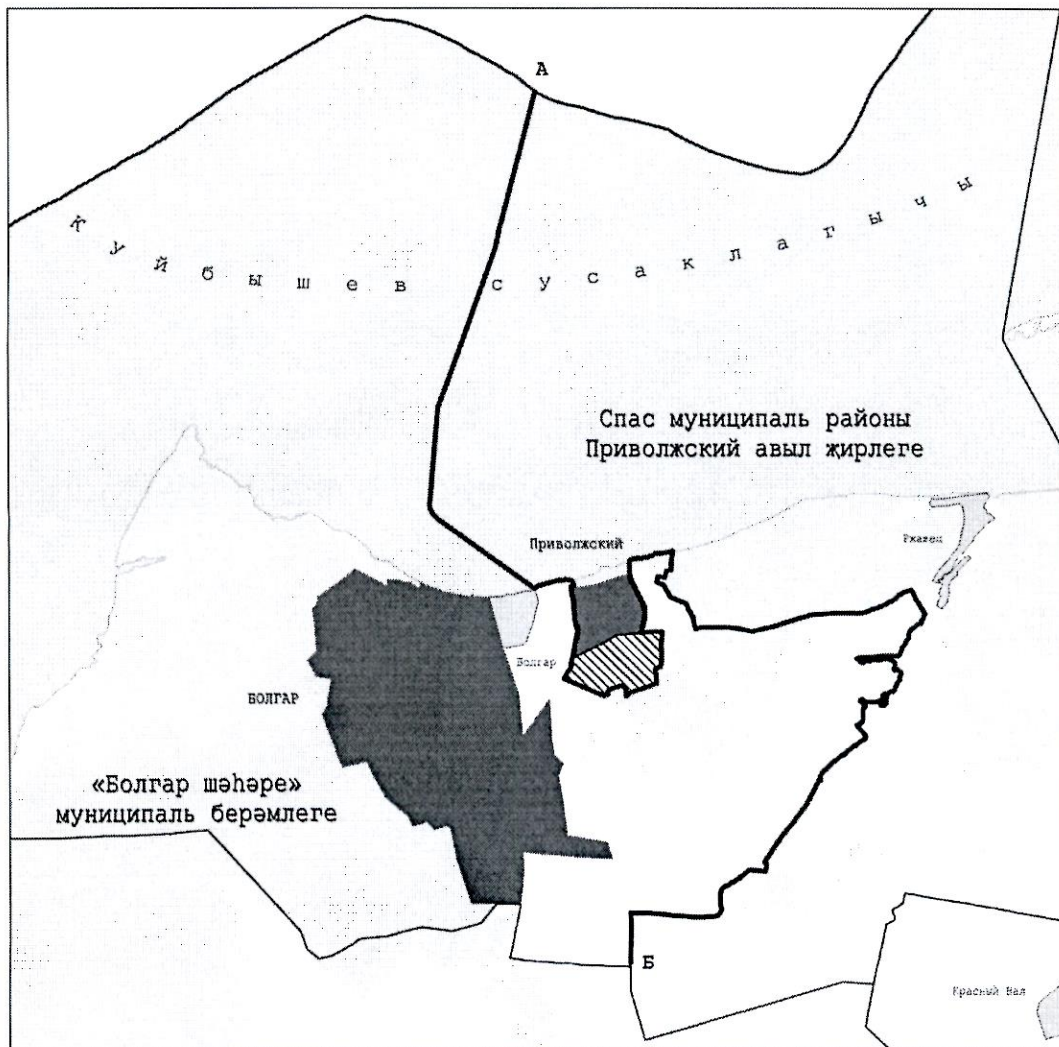 А
Куйбышев сусаклагычы
Спас муниципаль районы
Приволжский авыл җирлеге
Приволжский
Ржавец
Болгар
БОЛГАР
«Болгар шәһәре»
муниципаль берәмлеге
Б
Красный Вал